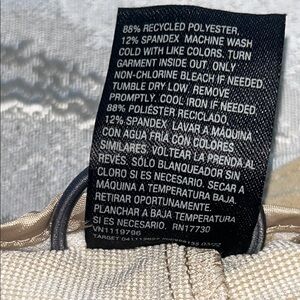 88% RECYCLED POLYESTER,
12% SPANDEX MACHINE WASH
COLD WITH LIKE COLORS. TURN
GARMENT INSIDE OUT. ONLY
NON-CHLORINE BLEACH IF NEEDED.
TUMBLE DRY LOW. REMOVE
PROMPTLY. COOL IRON IF NEEDED
88% POLIÉSTER RECICLADO,
12% SPANDEX. LAVAR A MÁQUINA
CON AGUA FRÍA CON COLORES
SIMILARES. VOLTEAR LA PRENDA AL
REVÉS. SÓLO BLANQUEADOR SIN
CLORO SI ES NECESARIO. SECAR A
MÁQUINA A TEMPERATURA BAJA.
RETIRAR OPORTUNAMENTE.
PLANCHAR A BAJA TEMPERATURA
SI ES NECESARIO. RN17730
VN1119796
TARGET